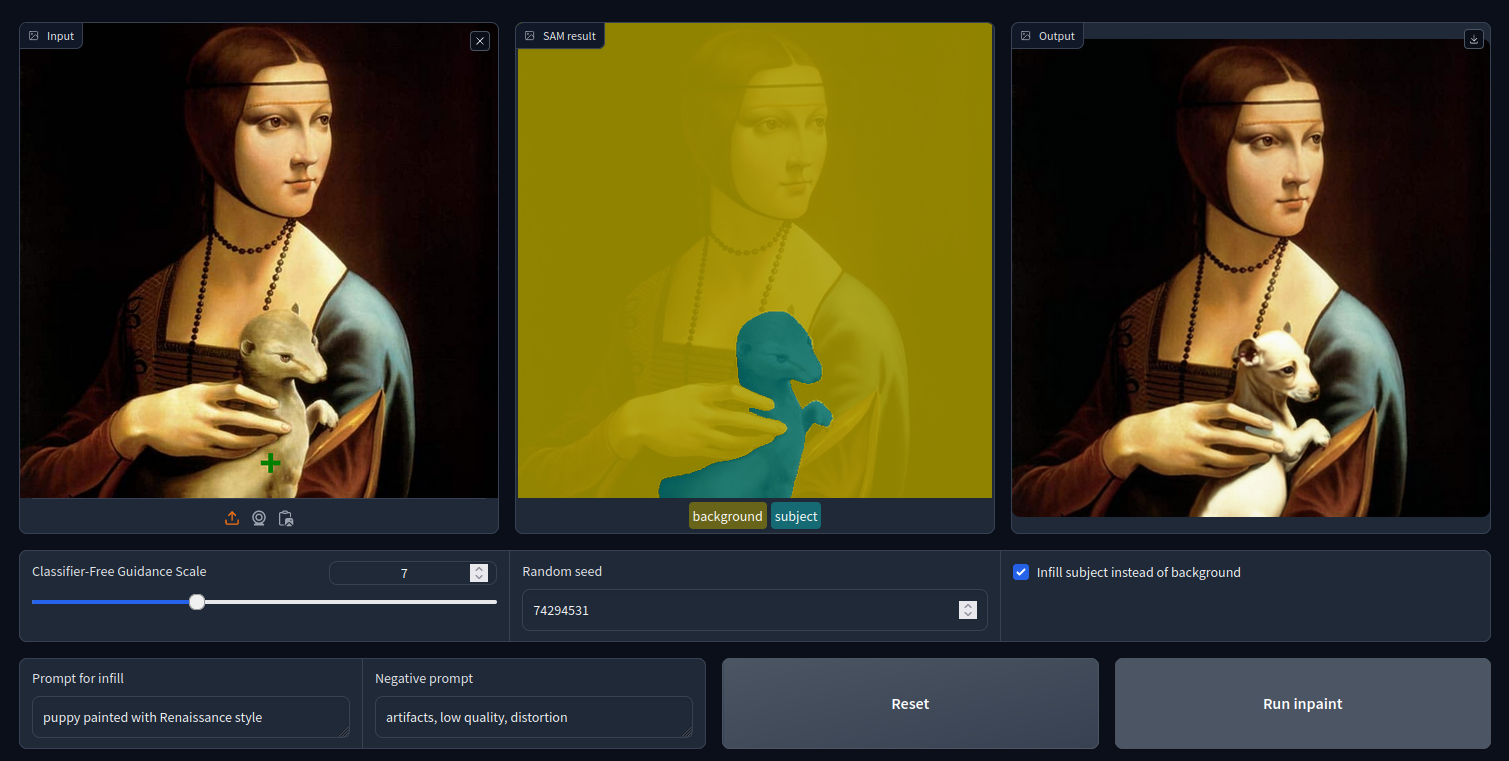 Input
SAM result
Output
background subject
Classifier-Free Guidance Scale
7
Random seed
74294531
Infill subject instead of background
Prompt for infill
puppy painted with Renaissance style
Negative prompt
artifacts, low quality, distortion
Reset
Run inpaint